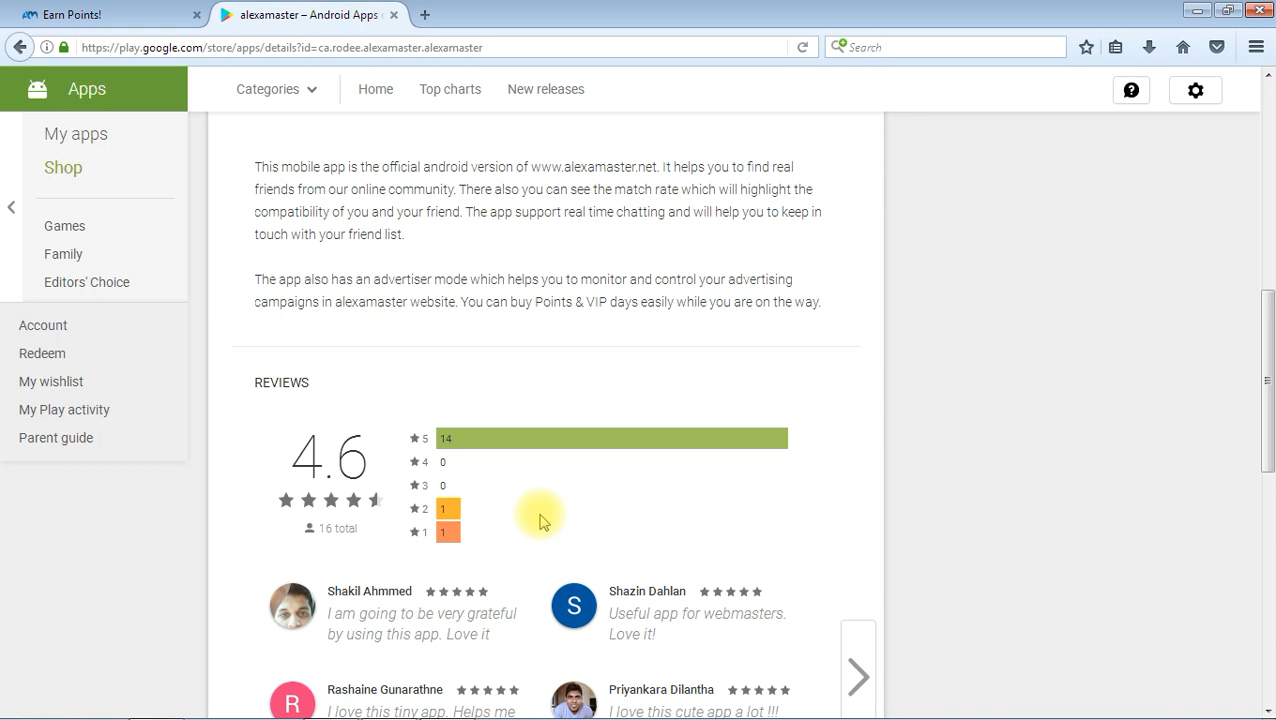 Earn Points!
alexamaster – Android Apps
https://play.google.com/store/apps/details?id=ca.rodee.alexamaster.alexamaster
Search
Apps
Categories
Home
Top charts
New releases
My apps
Shop
Games
Family
Editors' Choice
Account
Redeem
My wishlist
My Play activity
Parent guide
This mobile app is the official android version of www.alexamaster.net. It helps you to find real
friends from our online community. There also you can see the match rate which will highlight the
compatibility of you and your friend. The app support real time chatting and will help you to keep in
touch with your friend list.
The app also has an advertiser mode which helps you to monitor and control your advertising
campaigns in alexamaster website. You can buy Points & VIP days easily while you are on the way.
REVIEWS
4.6
16 total
5 14
4 0
3 0
2 1
1 1
Shakil Ahmmed
I am going to be very grateful
by using this app. Love it
S
Shazin Dahlan
Useful app for webmasters.
Love it!
R
Rashaine Gunarathne
I love this tiny app. Helps me
Priyankara Dilantha
I love this cute app a lot !!!